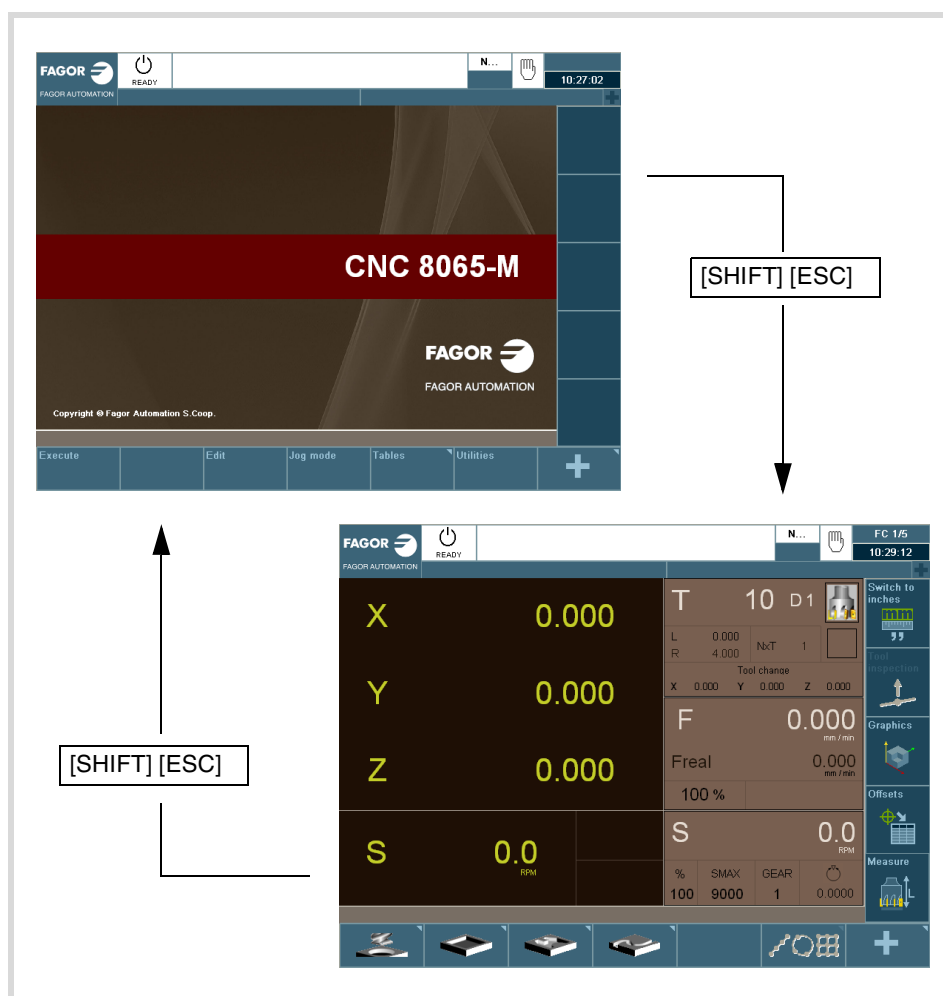 FAGOR
FAGOR AUTOMATION
READY
N...
10:27:02
CNC 8065-M
FAGOR
FAGOR AUTOMATION
Copyright © Fagor Automation S.Coop.
Execute Edit Jog mode Tables Utilities
[SHIFT] [ESC]
[SHIFT] [ESC]
FAGOR
FAGOR AUTOMATION
READY
N...
FC 1/5
10:29:12
X 0.000
Y 0.000
Z 0.000
S 0.0
RPM
T 10 D 1
L 0.000
R 4.000
NxT 1
Tool change
X 0.000 Y 0.000 Z 0.000
F 0.000
mm / min
Freal 0.000
mm / min
100 %
S 0.0
RPM
% SMAX GEAR
100 9000 1 0.0000
Switch to
inches
Tool
inspection
Graphics
Offsets
Measure
L